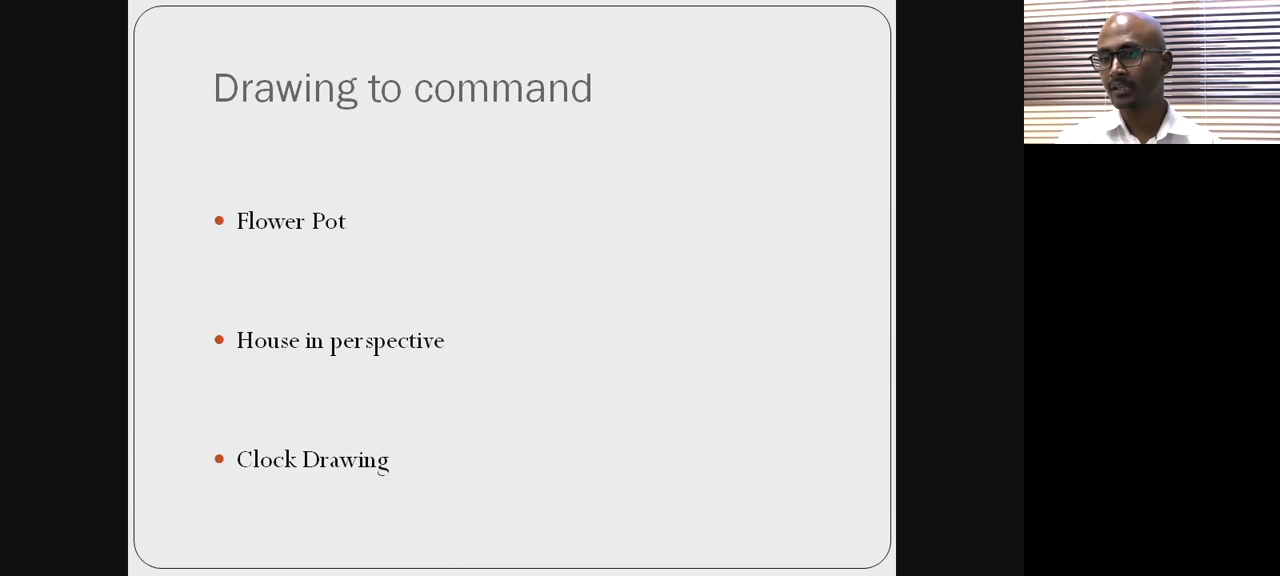 Drawing to command
Flower Pot
House in perspective
Clock Drawing